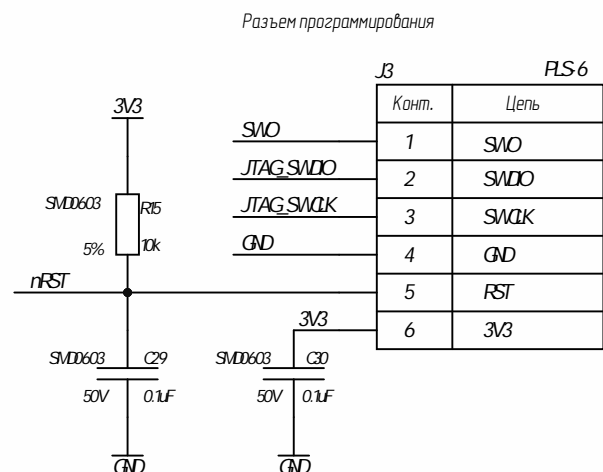 Разъем программирования
J3 PLS-6
Конт. Цепь
3V3
SWO 1 SWO
JTAG_SWDIO 2 SWDIO
SMD0603 R15
JTAG_SWCLK 3 SWCLK
5% 10k
GND 4 GND
nRST 5 RST
3V3 6 3V3
SMD0603 C29 SMD0603 C30
50V 0.1uF 50V 0.1uF
GND GND